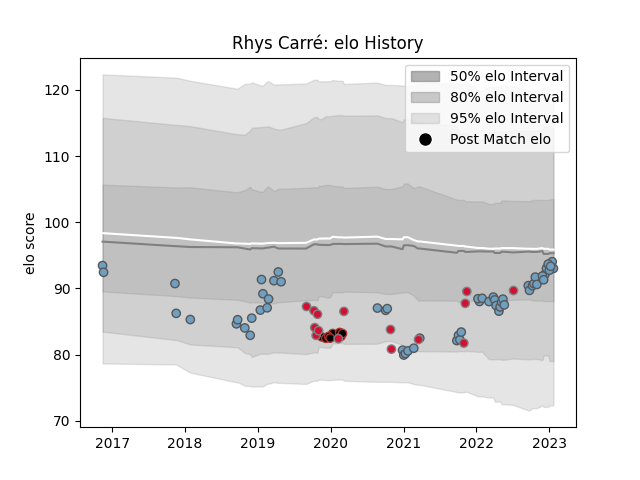 Rhys Carré: elo History
50% elo Interval
80% elo Interval
95% elo Interval
Post Match elo
elo score
120
110
100
90
80
70
2017 2018 2019 2020 2021 2022 2023